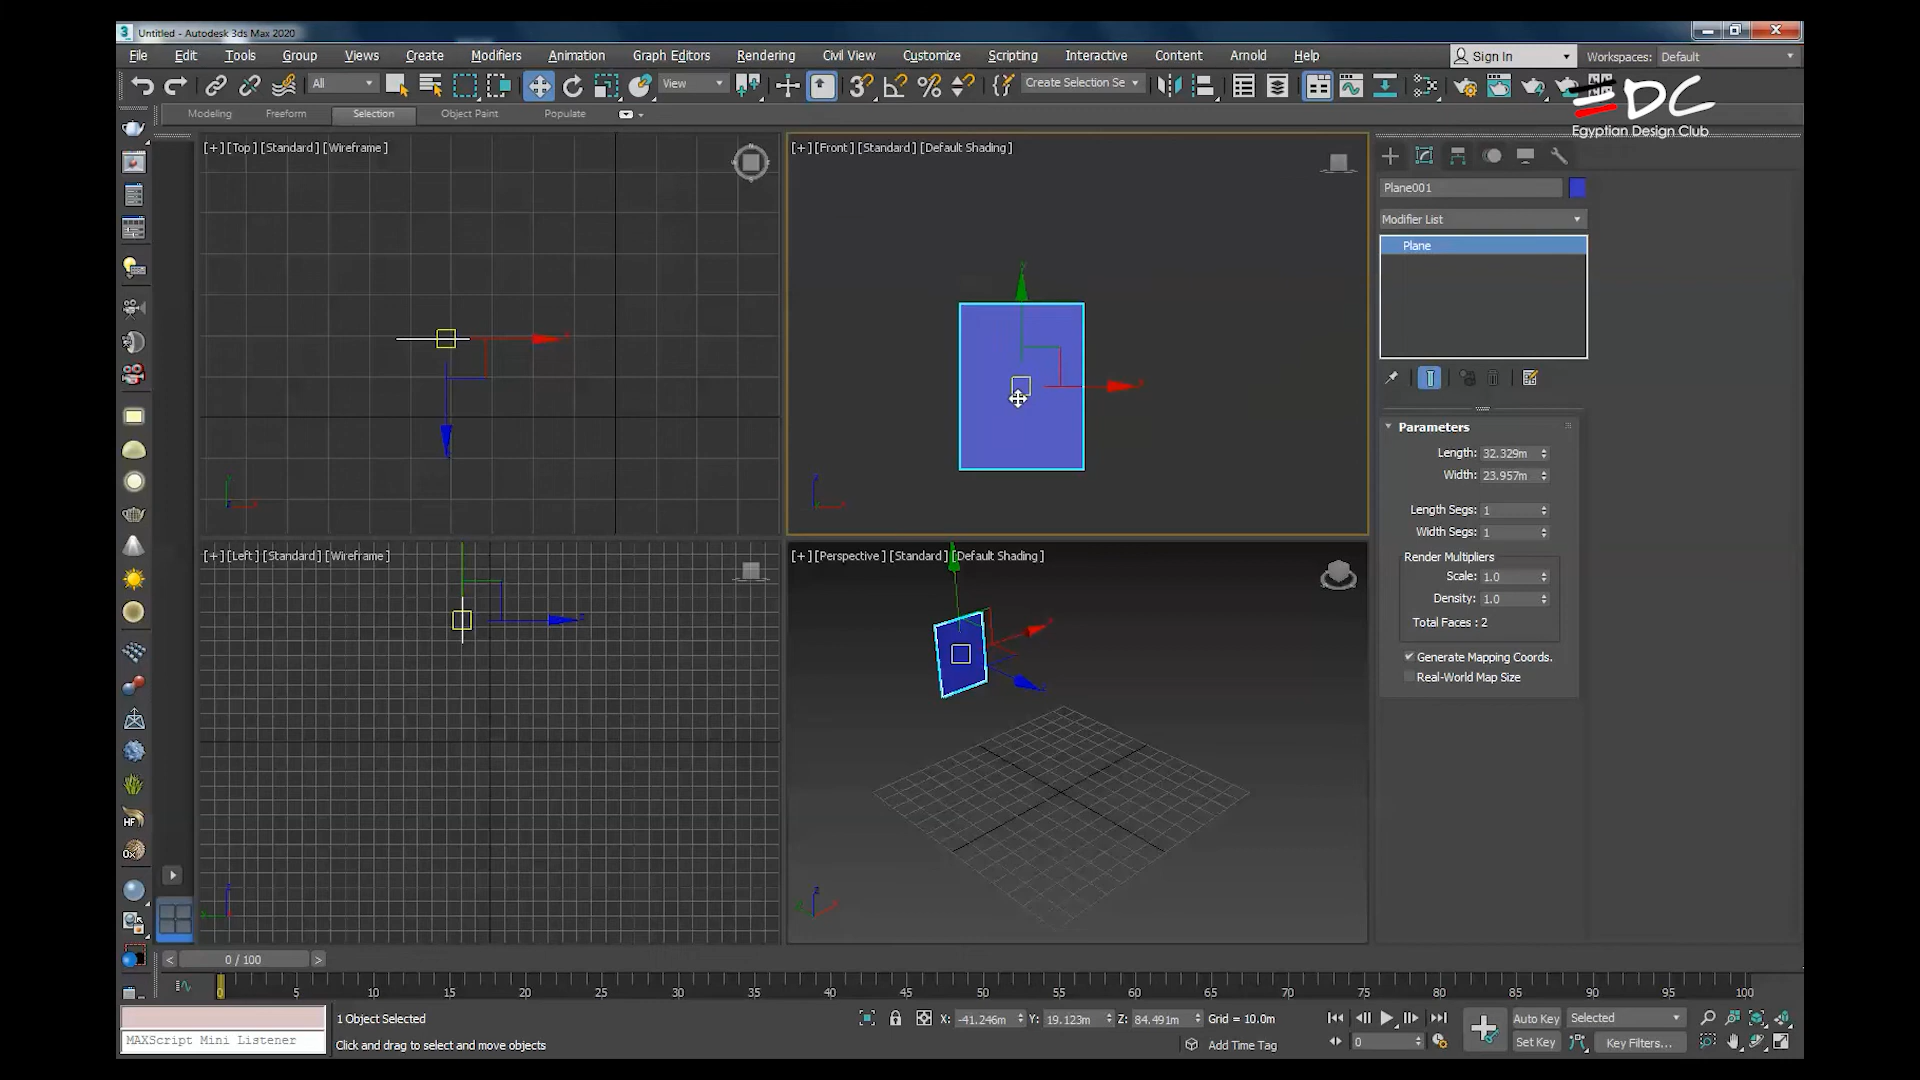 Untitled - Autodesk 3ds Max 2020
File Edit Tools Group Views Create Modifiers Animation Graph Editors Rendering Civil View Customize Scripting Interactive Content Arnold Help Sign In Workspaces: Default
All View Create Selection Se
EDC
Egyptian Design Club
Modeling Freeform Selection Object Paint Populate
[+] [Top] [Standard] [Wireframe]
[+] [Front] [Standard] [Default Shading]
Plane001
Modifier List
Plane
Parameters
Length: 32.329m
Width: 23.957m
Length Segs: 1
Width Segs: 1
Render Multipliers
Scale: 1.0
Density: 1.0
Total Faces : 2
Generate Mapping Coords.
Real-World Map Size
[+] [Left] [Standard] [Wireframe]
[+] [Perspective] [Standard] [Default Shading]
< 0 / 100 >
0 5 10 15 20 25 30 35 40 45 50 55 60 65 70 75 80 85 90 95 100
1 Object Selected
X: -41.246m Y: 19.123m Z: 84.491m Grid = 10.0m
Auto Key Selected
MAXScript Mini Listener
Click and drag to select and move objects
Add Time Tag
0
Set Key Key Filters...